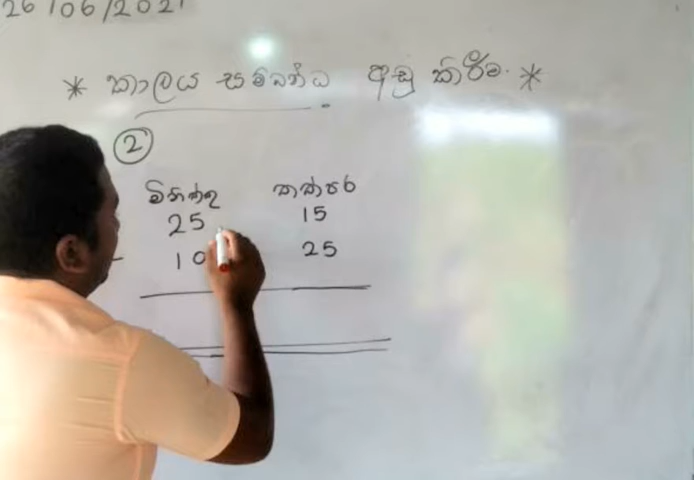 26/06/2021
* කාලය සම්බන්ධ අඩු කිරීම. *
2
මිනිත්තු තත්පර
25 15
- 10 25